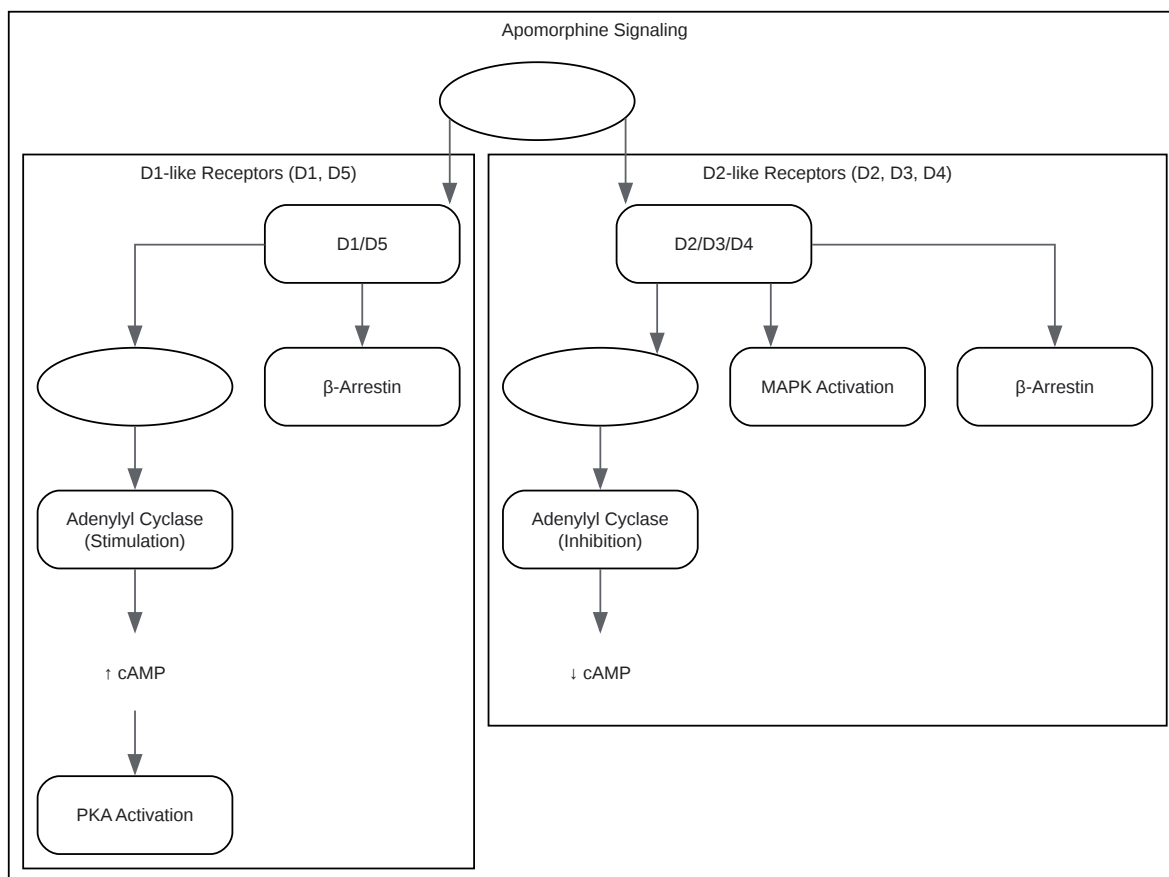 Apomorphine Signaling
D1-like Receptors (D1, D5)
D2-like Receptors (D2, D3, D4)
D1/D5
D2/D3/D4
β-Arrestin
MAPK Activation
β-Arrestin
Adenylyl Cyclase
(Stimulation)
Adenylyl Cyclase
(Inhibition)
↑ cAMP
↓ cAMP
PKA Activation